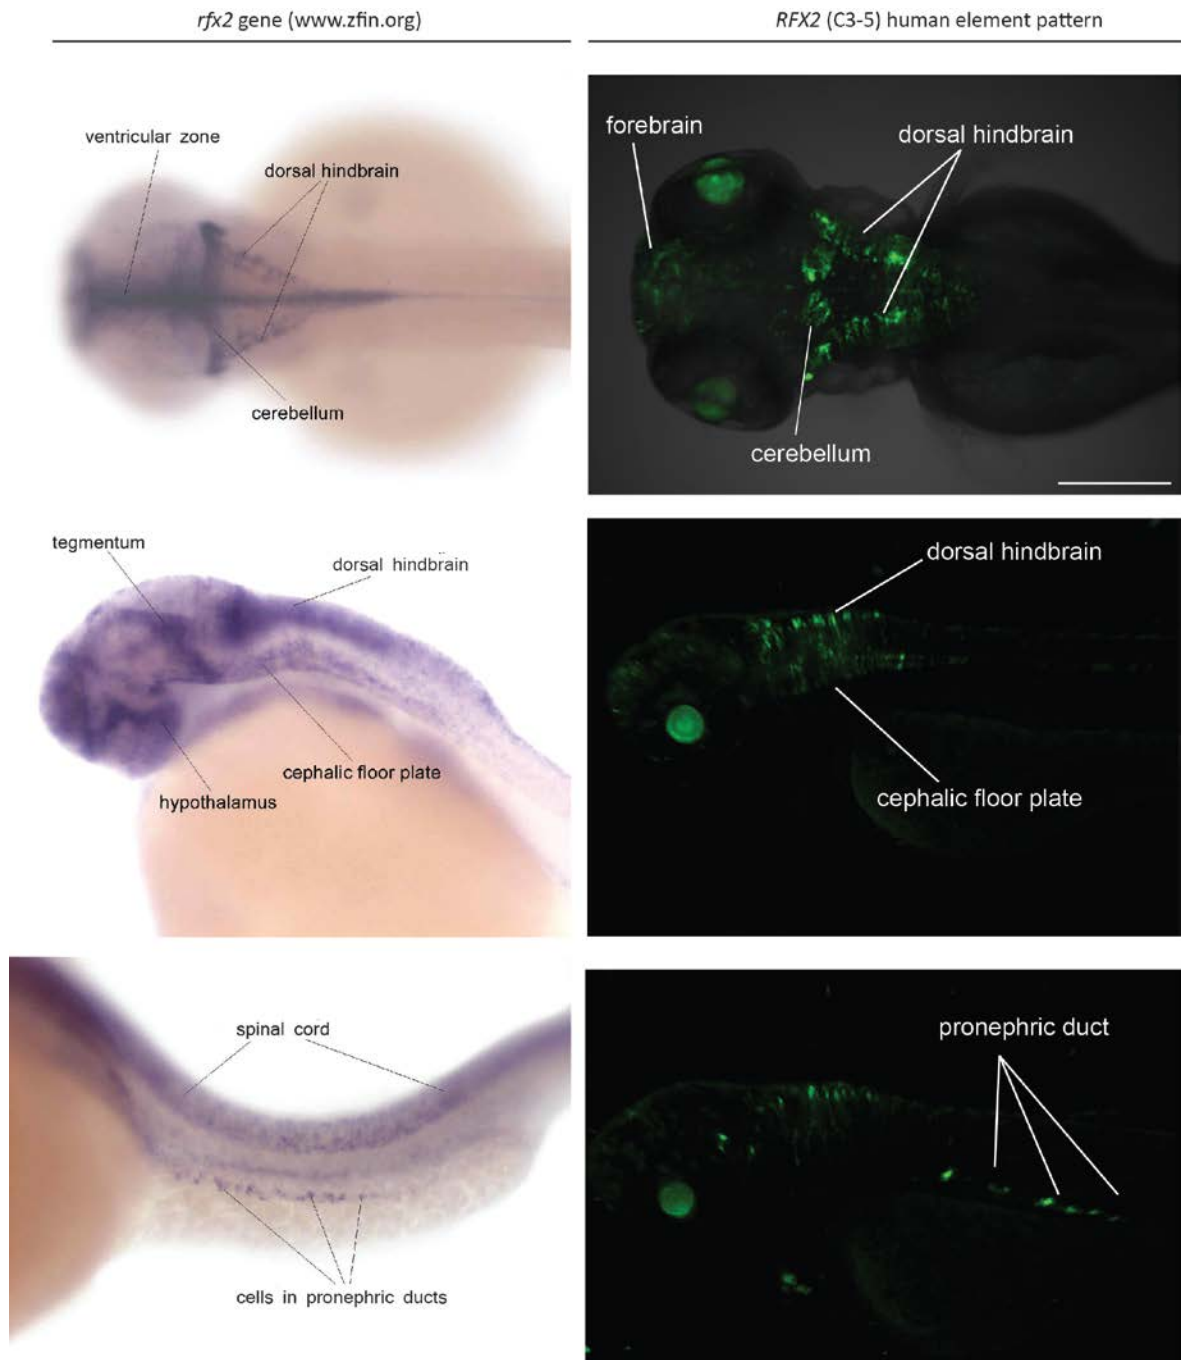 rfx2 gene (www.zfin.org)
RFX2 (C3-5) human element pattern
ventricular zone
dorsal hindbrain
cerebellum
forebrain
dorsal hindbrain
cerebellum
tegmentum
dorsal hindbrain
cephalic floor plate
hypothalamus
dorsal hindbrain
cephalic floor plate
spinal cord
cells in pronephric ducts
pronephric duct